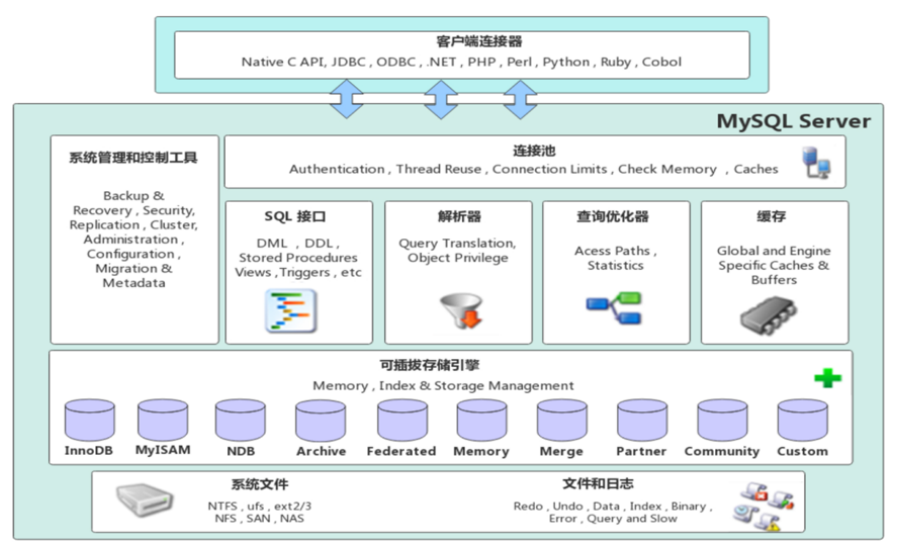 客户端连接器
Native C API, JDBC , ODBC , .NET , PHP , Perl , Python , Ruby , Cobol
MySQL Server
系统管理和控制工具
Backup &
Recovery , Security,
Replication , Cluster,
Administration ,
Configuration ,
Migration &
Metadata
连接池
Authentication , Thread Reuse , Connection Limits , Check Memory , Caches
SQL 接口
DML , DDL ,
Stored Procedures
Views ,Triggers , etc
解析器
Query Translation,
Object Privilege
查询优化器
Acess Paths ,
Statistics
缓存
Global and Engine
Specific Caches &
Buffers
可插拔存储引擎
Memory , Index & Storage Management
InnoDB
MyISAM
NDB
Archive
Federated
Memory
Merge
Partner
Community
Custom
系统文件
NTFS , ufs , ext2/3
NFS , SAN , NAS
文件和日志
Redo , Undo , Data , Index , Binary ,
Error , Query and Slow